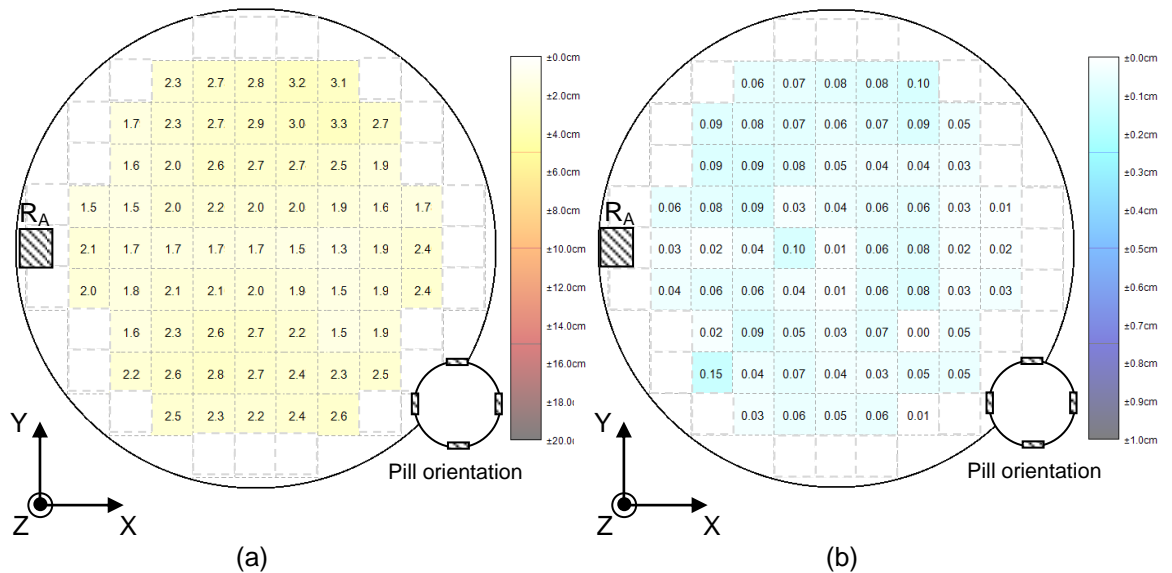 2.3 2.7 2.8 3.2 3.1
1.7 2.3 2.7 2.9 3.0 3.3 2.7
1.6 2.0 2.6 2.7 2.7 2.5 1.9
1.5 1.5 2.0 2.2 2.0 2.0 1.9 1.6 1.7
R_A
2.1 1.7 1.7 1.7 1.7 1.5 1.3 1.9 2.4
2.0 1.8 2.1 2.1 2.0 1.9 1.5 1.9 2.4
1.6 2.3 2.6 2.7 2.2 1.5 1.9
2.2 2.6 2.8 2.7 2.4 2.3 2.5
2.5 2.3 2.2 2.4 2.6
±0.0cm
±2.0cm
±4.0cm
±6.0cm
±8.0cm
±10.0cm
±12.0cm
±14.0cm
±16.0cm
±18.0
±20.0
Y
Z
X
Pill orientation
(a)
0.06 0.07 0.08 0.08 0.10
0.09 0.08 0.07 0.06 0.07 0.09 0.05
0.09 0.09 0.08 0.05 0.04 0.04 0.03
0.06 0.08 0.09 0.03 0.04 0.06 0.06 0.03 0.01
R_A
0.03 0.02 0.04 0.10 0.01 0.06 0.08 0.02 0.02
0.04 0.06 0.06 0.04 0.01 0.06 0.08 0.03 0.03
0.02 0.09 0.05 0.03 0.07 0.00 0.05
0.15 0.04 0.07 0.04 0.03 0.05 0.05
0.03 0.06 0.05 0.06 0.01
±0.0cm
±0.1cm
±0.2cm
±0.3cm
±0.4cm
±0.5cm
±0.6cm
±0.7cm
±0.8cm
±0.9cm
±1.0cm
Y
Z
X
Pill orientation
(b)